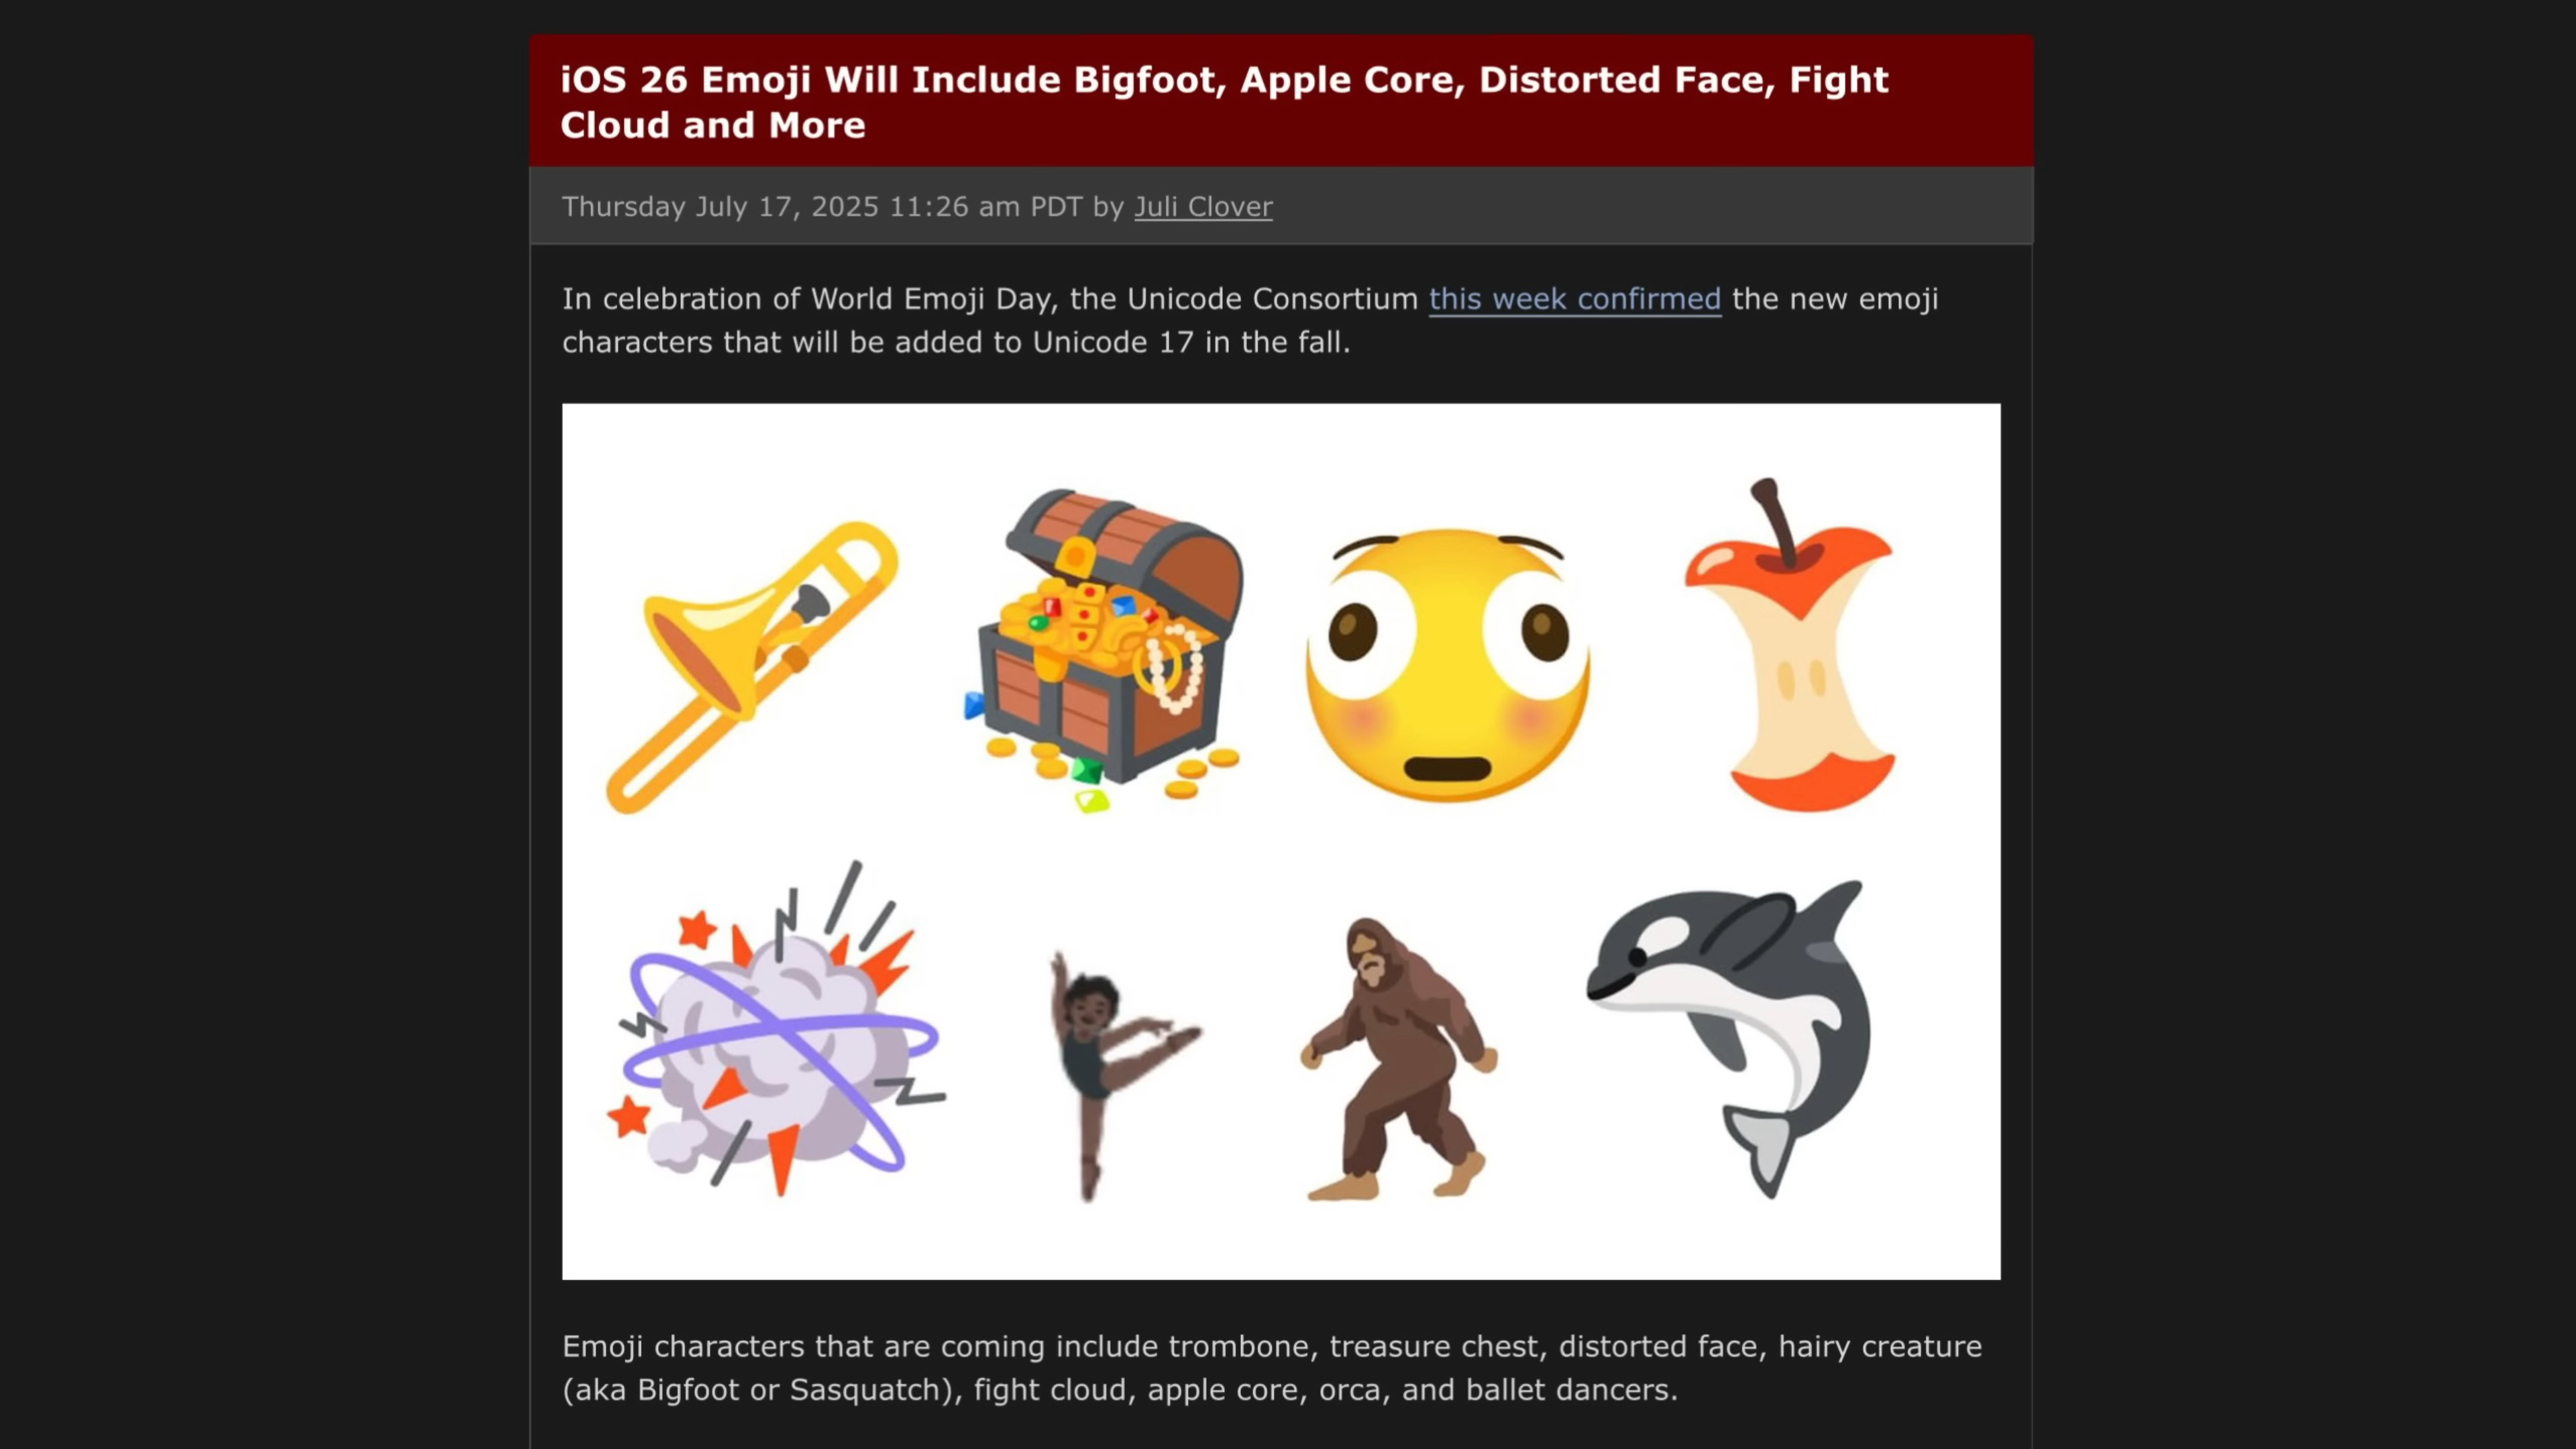 iOS 26 Emoji Will Include Bigfoot, Apple Core, Distorted Face, Fight
Cloud and More
Thursday July 17, 2025 11:26 am PDT by Juli Clover
In celebration of World Emoji Day, the Unicode Consortium this week confirmed the new emoji
characters that will be added to Unicode 17 in the fall.
Emoji characters that are coming include trombone, treasure chest, distorted face, hairy creature
(aka Bigfoot or Sasquatch), fight cloud, apple core, orca, and ballet dancers.